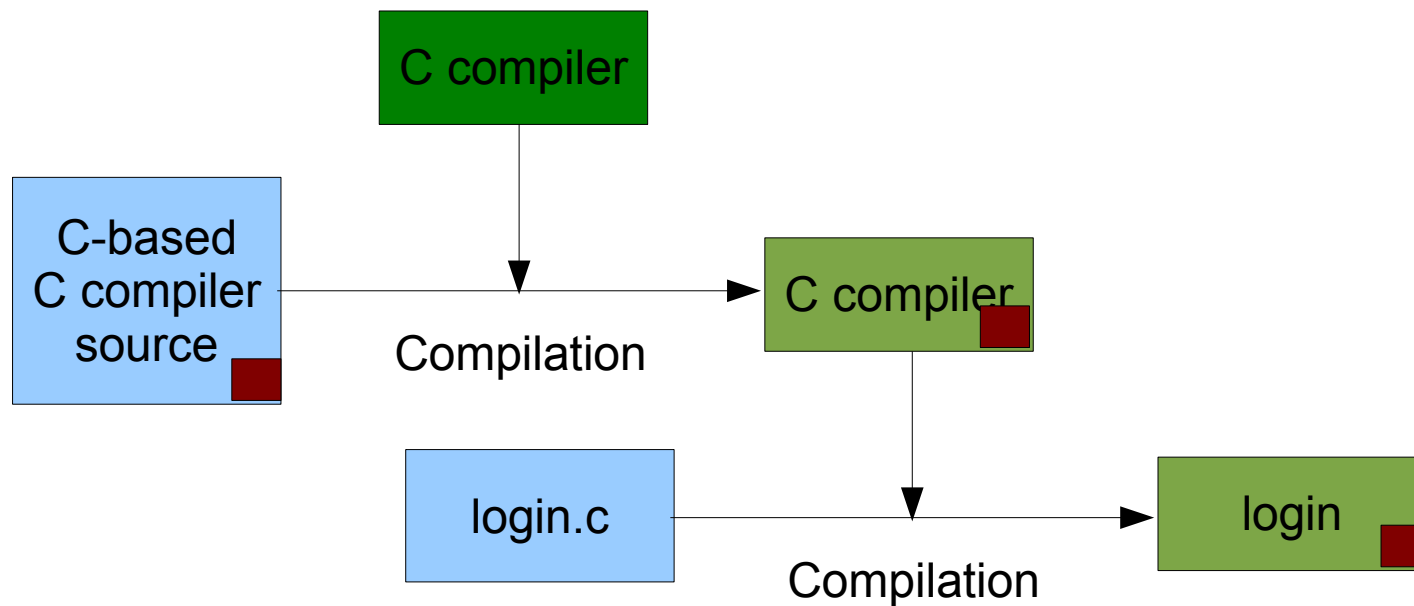 C compiler
C-based
C compiler
source
Compilation
C compiler
login.c
Compilation
login